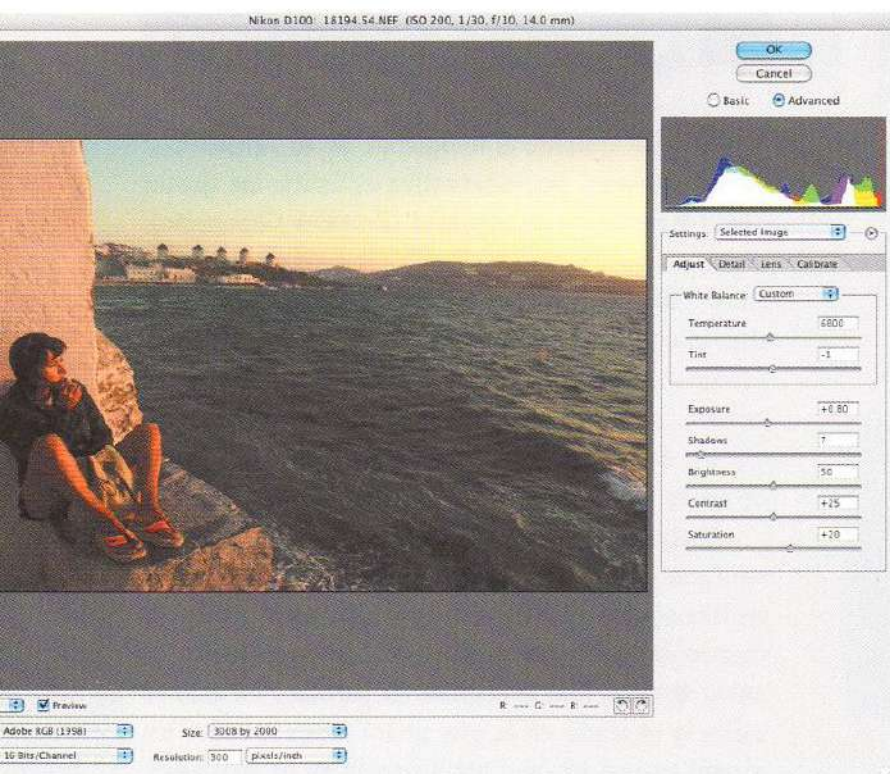 Nikon D100: 18194.54.NEF (ISO 200, 1/30, f/10, 14.0 mm)
OK
Cancel
Basic Advanced
Settings: Selected Image
Adjust Detail Lens Calibrate
White Balance: Custom
Temperature 6800
Tint -1
Exposure +0.80
Shadows 7
Brightness 50
Contrast +25
Saturation +20
Preview
R: --- G: --- B: ---
Adobe RGB (1998) Size: 3008 by 2000
16 Bits/Channel Resolution: 300 pixels/inch